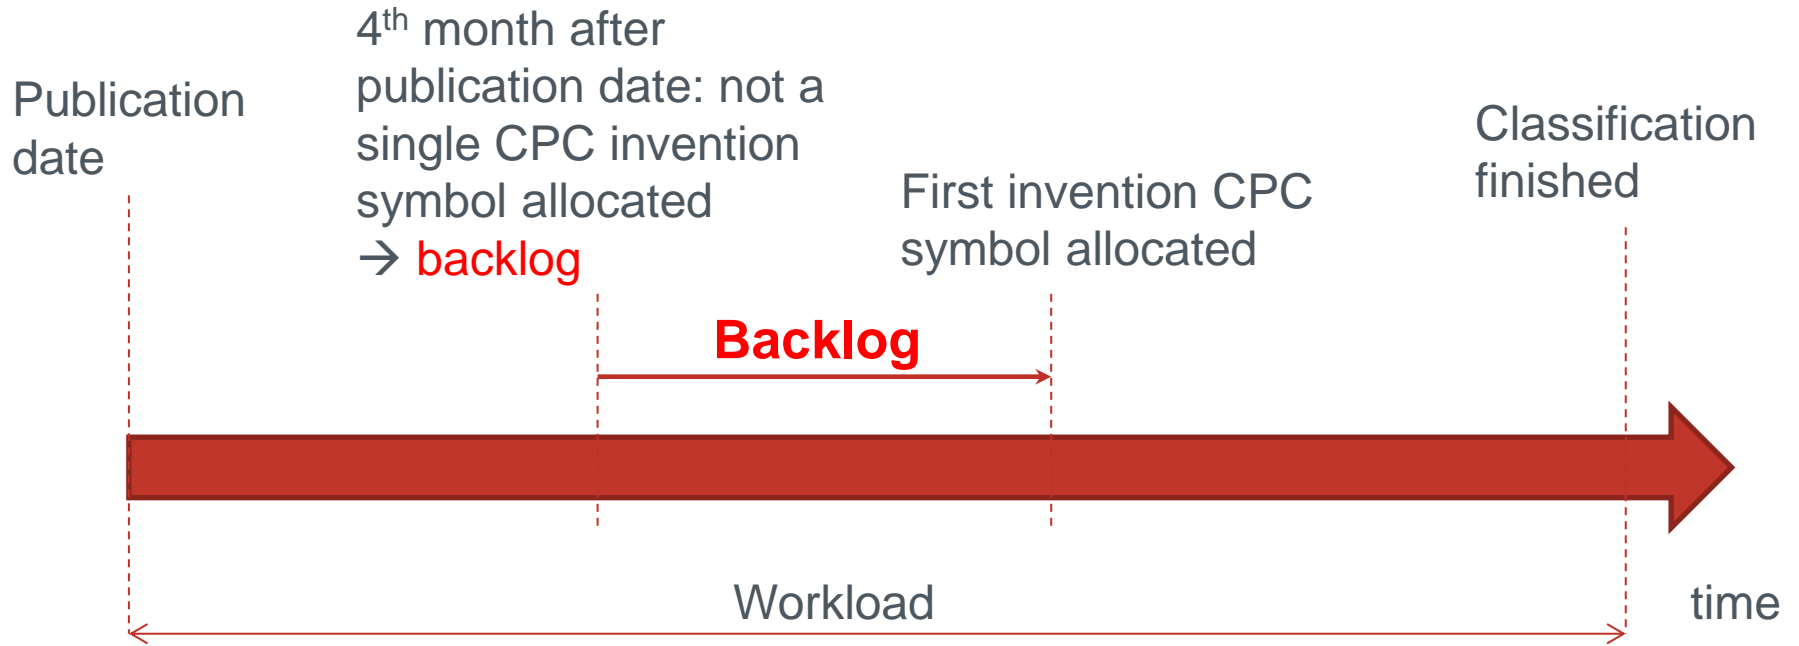 Publication
date
4th month after
publication date: not a
single CPC invention
symbol allocated
→ backlog
First invention CPC
symbol allocated
Classification
finished
Backlog
Workload
time